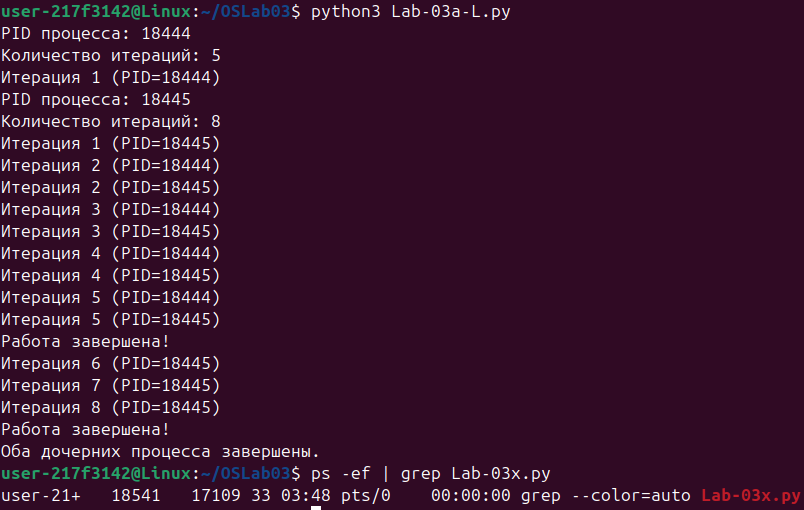 user-217f3142@Linux:~/OSLab03$ python3 Lab-03a-L.py
PID процесса: 18444
Количество итераций: 5
Итерация 1 (PID=18444)
PID процесса: 18445
Количество итераций: 8
Итерация 1 (PID=18445)
Итерация 2 (PID=18444)
Итерация 2 (PID=18445)
Итерация 3 (PID=18444)
Итерация 3 (PID=18445)
Итерация 4 (PID=18444)
Итерация 4 (PID=18445)
Итерация 5 (PID=18444)
Итерация 5 (PID=18445)
Работа завершена!
Итерация 6 (PID=18445)
Итерация 7 (PID=18445)
Итерация 8 (PID=18445)
Работа завершена!
Оба дочерних процесса завершены.
user-217f3142@Linux:~/OSLab03$ ps -ef | grep Lab-03x.py
user-21+   18541   17109 33 03:48 pts/0    00:00:00 grep --color=auto Lab-03x.py